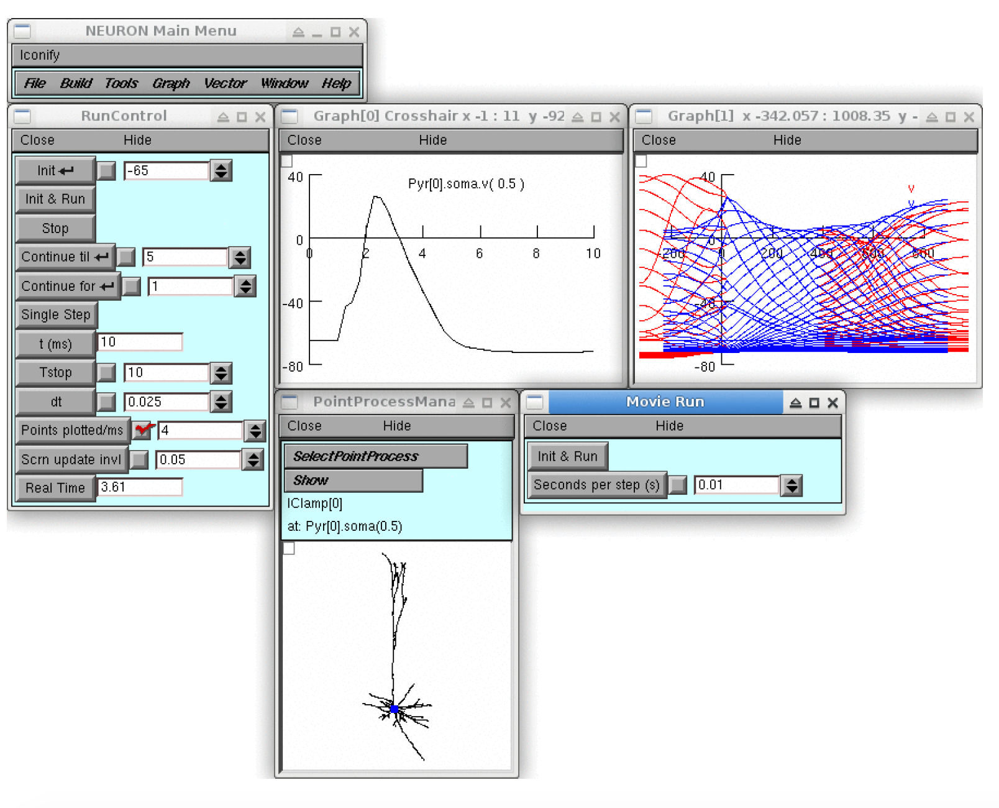 NEURON Main Menu
Iconify
File Build Tools Graph Vector Window Help
RunControl
Close Hide
Init -65
Init & Run
Stop
Continue til 5
Continue for 1
Single Step
t (ms) 10
Tstop 10
dt 0.025
Points plotted/ms 4
Scrn update invl 0.05
Real Time 3.61
Graph[0] Crosshair x -1 : 11 y -92
Close Hide
Pyr[0].soma.v( 0.5 )
40
0
-40
-80
0 2 4 6 8 10
Graph[1] x -342.057 : 1008.35 y -
Close Hide
v
v
40
0
-40
-80
-200 0 200 400 600 800
PointProcessMana
Close Hide
SelectPointProcess
Show
IClamp[0]
at: Pyr[0].soma(0.5)
Movie Run
Close Hide
Init & Run
Seconds per step (s) 0.01